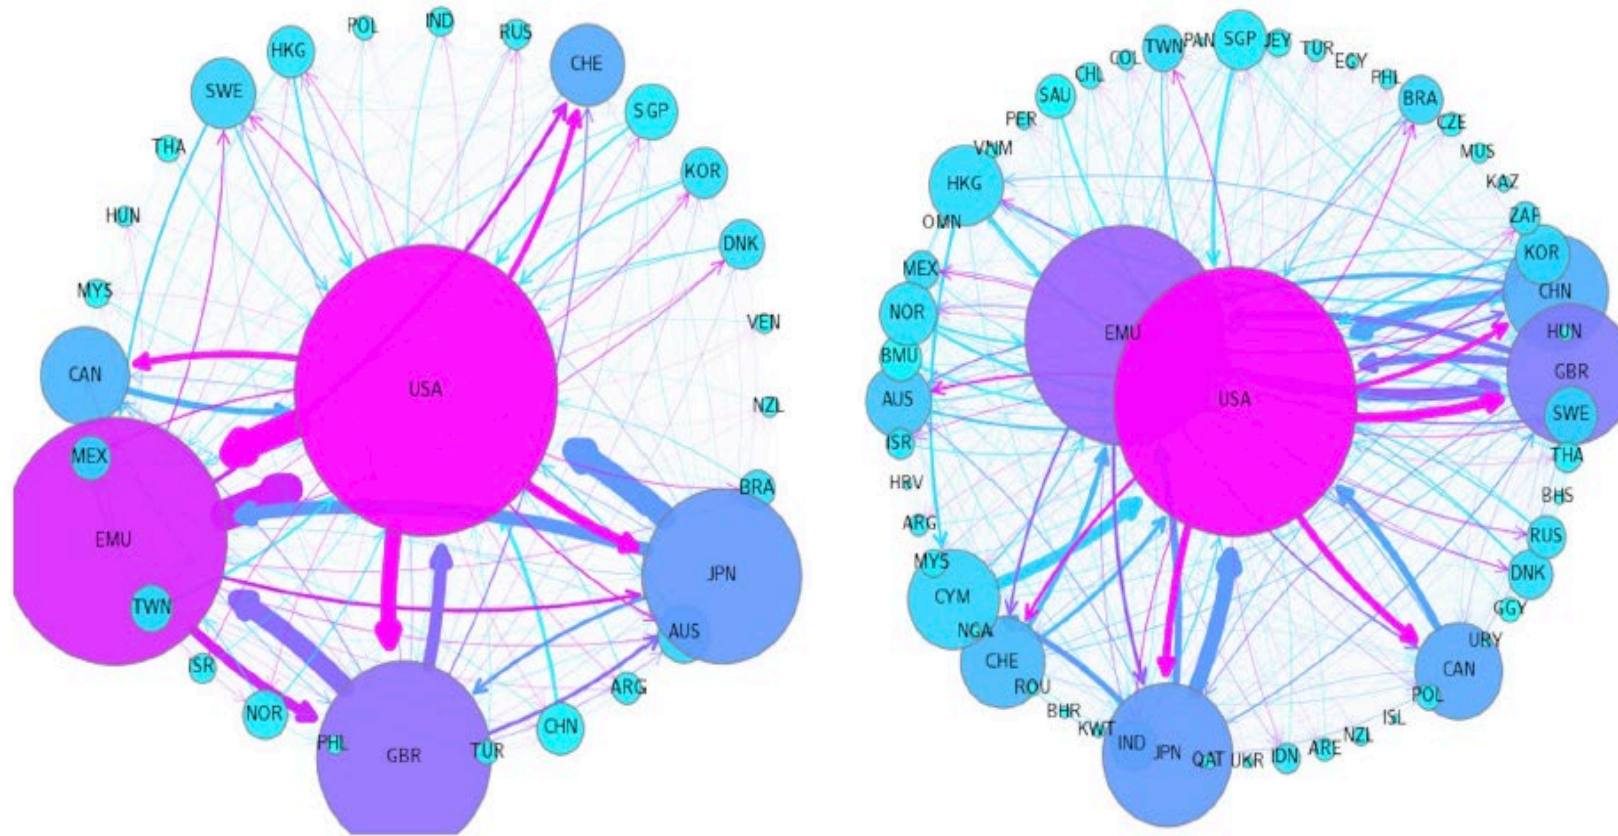 POL
IND
RUS
HKG
CHE
SWE
SGP
THA
KOR
HUN
DNK
MYS
VEN
CAN
USA
NZL
MEX
BRA
EMU
JPN
TWN
AUS
ISR
ARG
NOR
CHN
PHL
GBR
TUR
TWN
PAN
SGP
JEY
TUR
EGY
COL
CHL
PHL
SAU
BRA
PER
CZE
VNM
MUS
HKG
KAZ
OMN
ZAF
MEX
KOR
NOR
CHN
EMU
HUN
BMU
GBR
AUS
USA
SWE
ISR
THA
HRV
BHS
ARG
RUS
MYS
DNK
CYM
GGY
NGA
URY
CHE
CAN
ROU
POL
BHR
ISL
KWT
NZL
IND
JPN
QAT
UKR
IDN
ARE